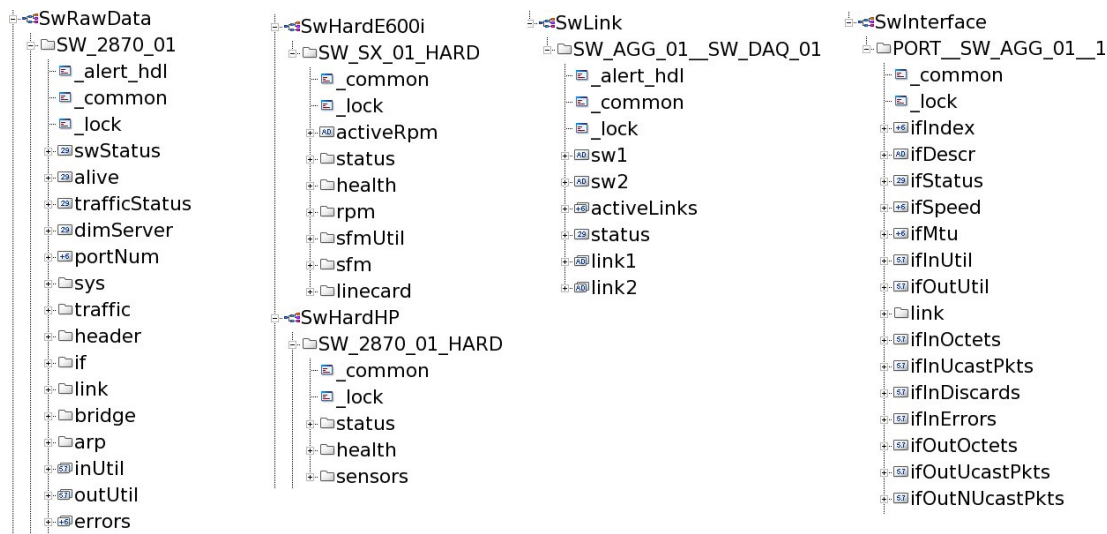 SwRawData
SW_2870_01
_alert_hdl
_common
_lock
swStatus
alive
trafficStatus
dimServer
portNum
sys
traffic
header
if
link
bridge
arp
inUtil
outUtil
errors
SwHardE600i
SW_SX_01_HARD
_common
_lock
activeRpm
status
health
rpm
sfmUtil
sfm
linecard
SwHardHP
SW_2870_01_HARD
_common
_lock
status
health
sensors
SwLink
SW_AGG_01__SW_DAQ_01
_alert_hdl
_common
_lock
sw1
sw2
activeLinks
status
link1
link2
SwInterface
PORT__SW_AGG_01__1
_common
_lock
ifIndex
ifDescr
ifStatus
ifSpeed
ifMtu
ifInUtil
ifOutUtil
link
ifInOctets
ifInUcastPkts
ifInDiscards
ifInErrors
ifOutOctets
ifOutUcastPkts
ifOutNUcastPkts